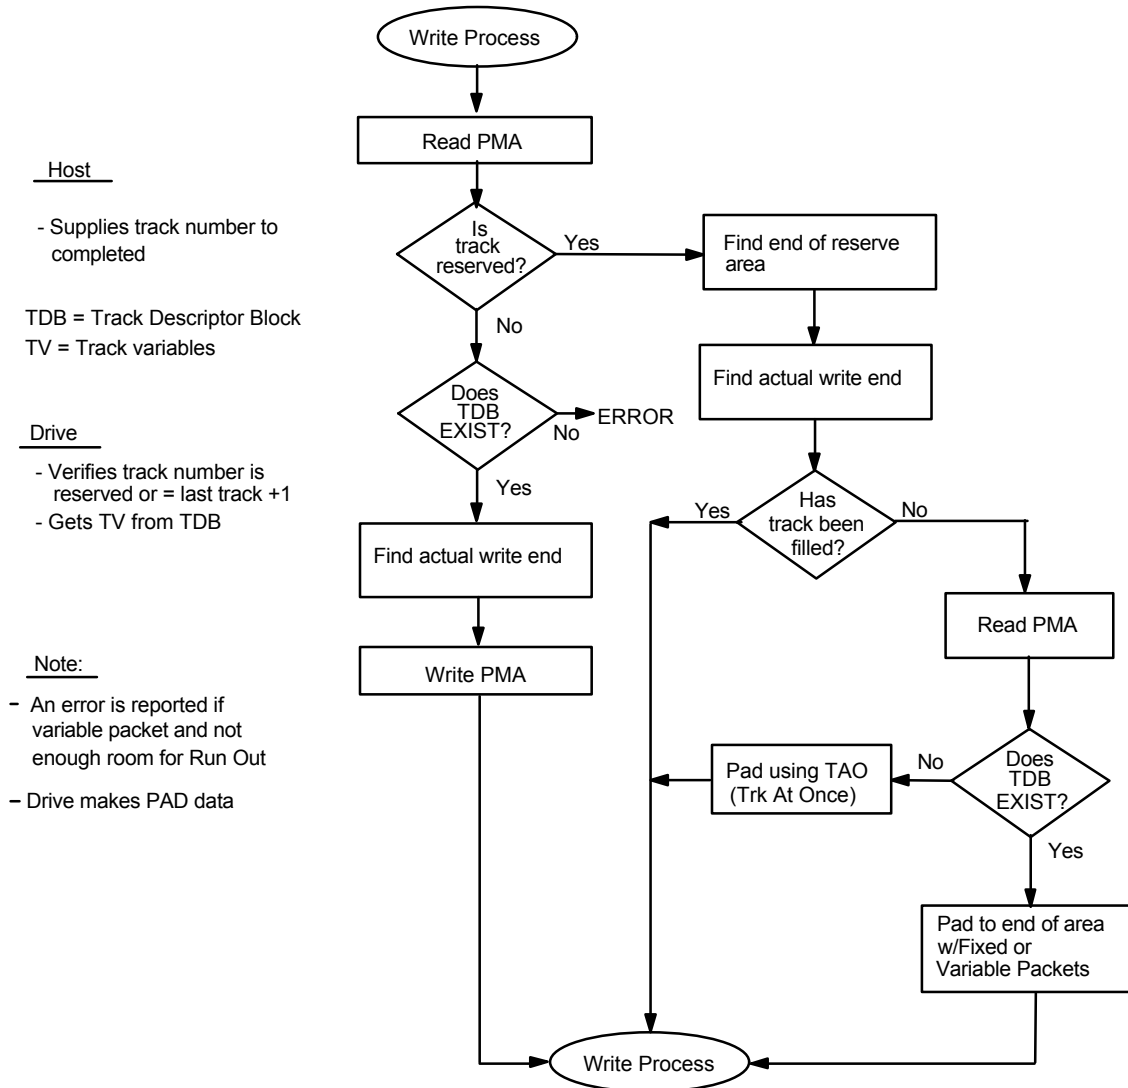 Write Process
Read PMA
Host
- Supplies track number to
completed
TDB = Track Descriptor Block
TV = Track variables
Drive
- Verifies track number is
reserved or = last track +1
- Gets TV from TDB
Note:
- An error is reported if
variable packet and not
enough room for Run Out
- Drive makes PAD data
Is
track
reserved?
Yes
No
Does
TDB
EXIST?
No
ERROR
Yes
Find actual write end
Write PMA
Find end of reserve
area
Find actual write end
Has
track been
filled?
Yes
No
Read PMA
Does
TDB
EXIST?
No
Pad using TAO
(Trk At Once)
Yes
Pad to end of area
w/Fixed or
Variable Packets
Write Process